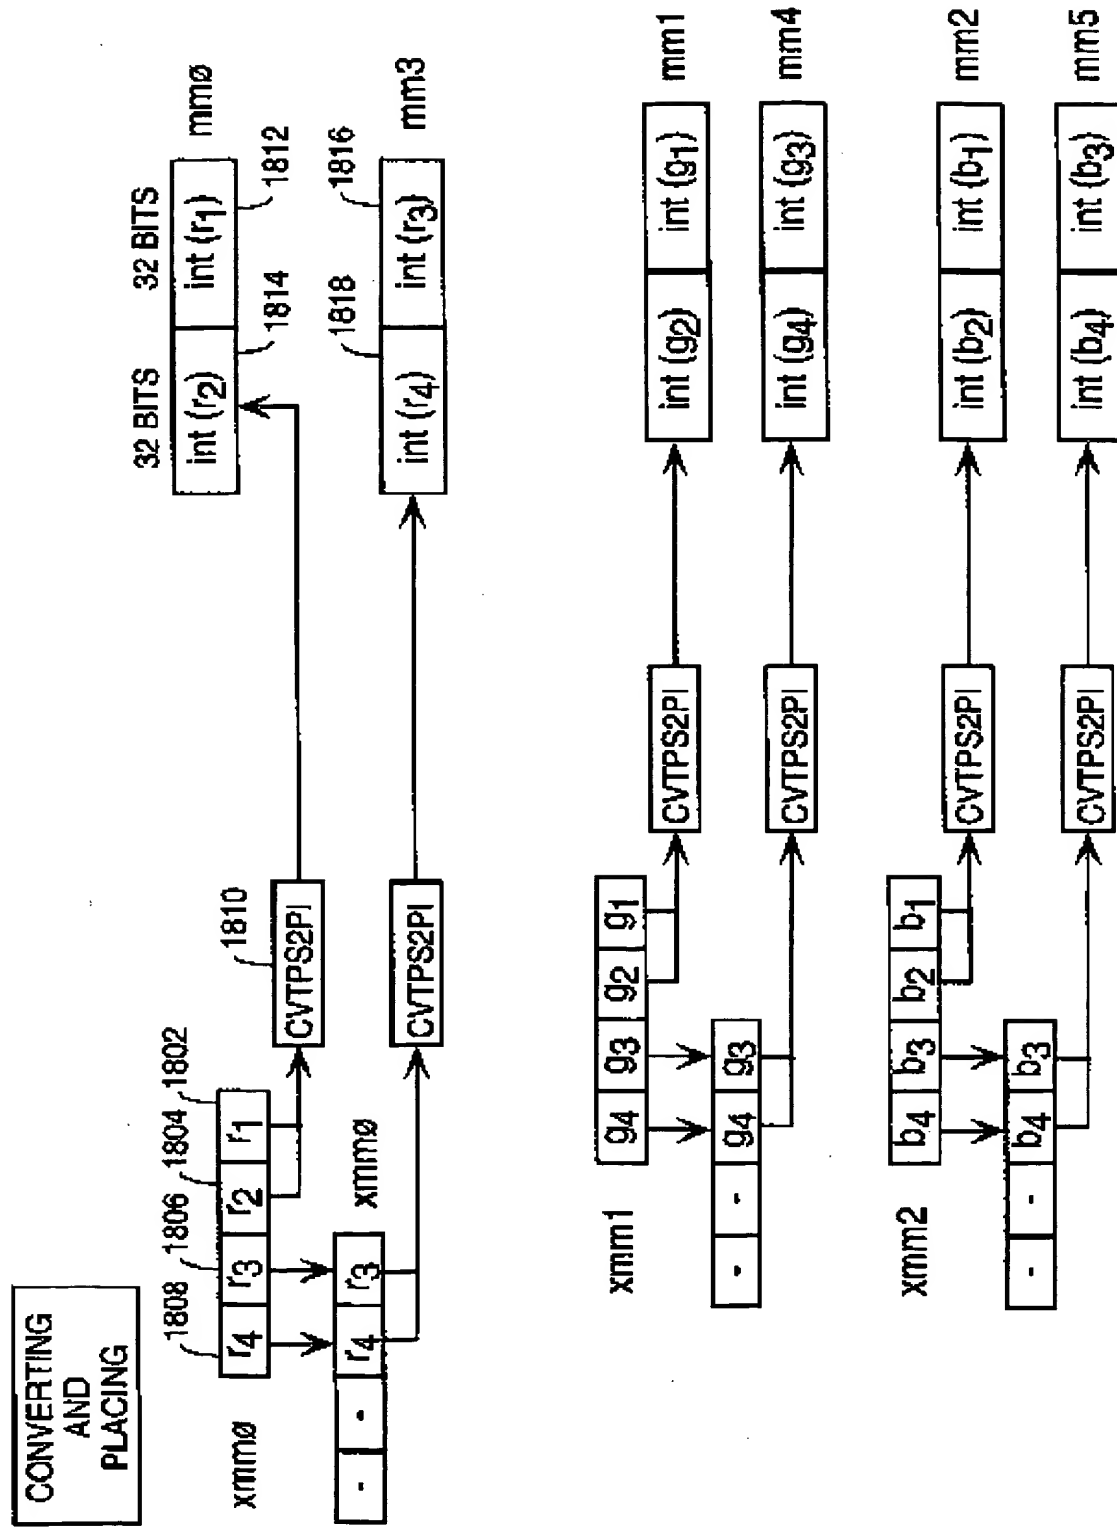 CONVERTING
AND
PLACING
1808 1806 1804 1802
xmmø r4 r3 r2 r1
- - r4 r3 xmmø
1810
CVTPS2PI
CVTPS2PI
32 BITS 32 BITS
int (r2) int (r1) mmø
1814 1812
1818 1816
int (r4) int (r3) mm3
xmm1 g4 g3 g2 g1
- - g4 g3
CVTPS2PI
CVTPS2PI
int (g2) int (g1) mm1
int (g4) int (g3) mm4
xmm2 b4 b3 b2 b1
- - b4 b3
CVTPS2PI
CVTPS2PI
int (b2) int (b1) mm2
int (b4) int (b3) mm5